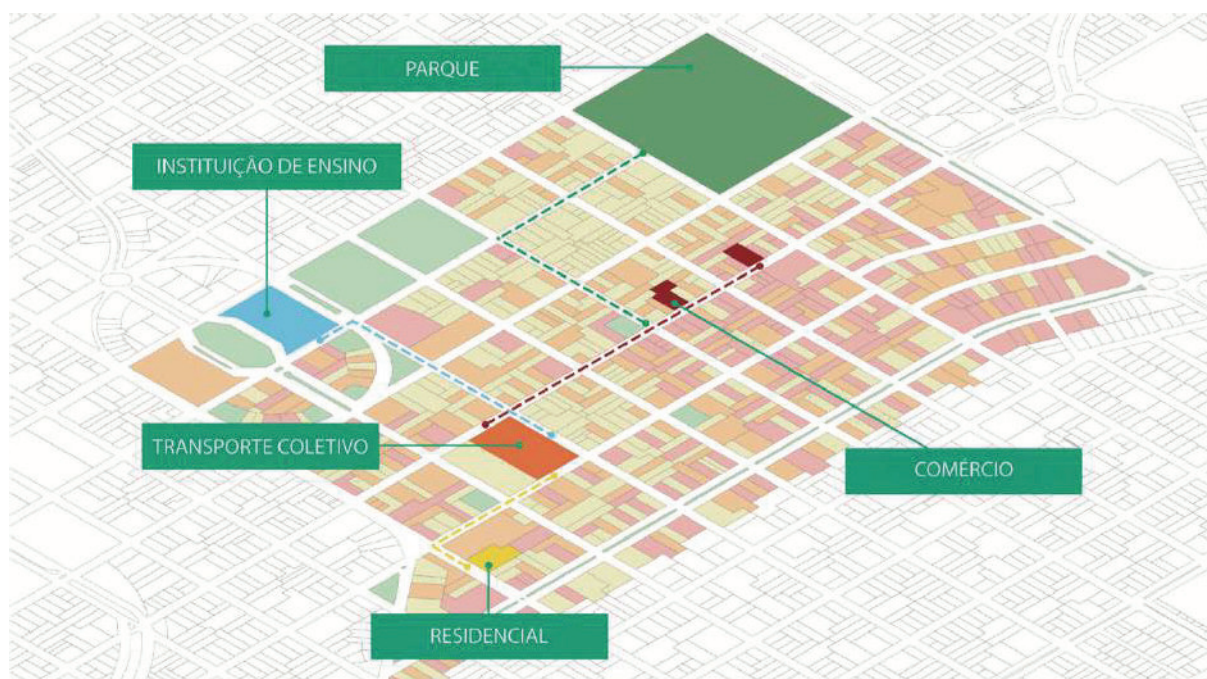 PARQUE
INSTITUIÇÃO DE ENSINO
TRANSPORTE COLETIVO
COMÉRCIO
RESIDENCIAL